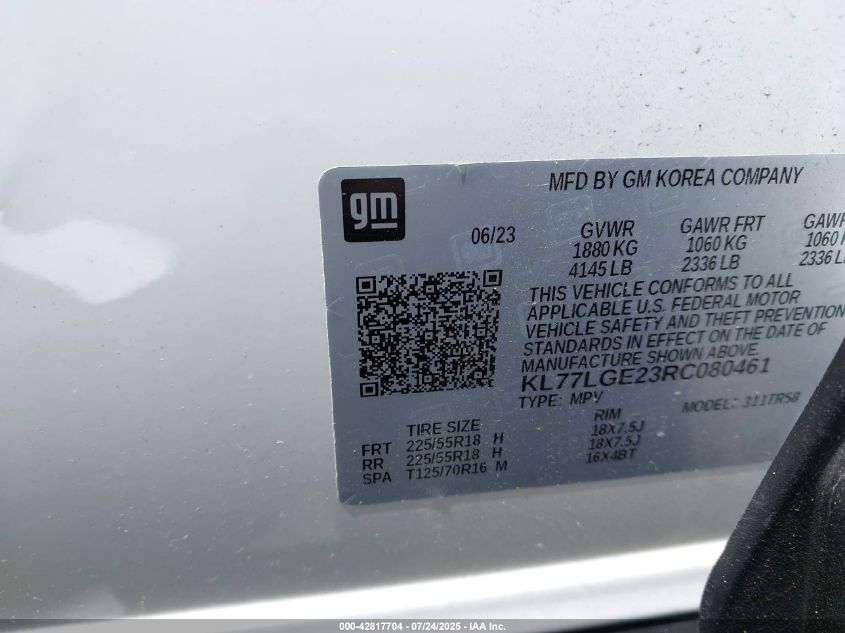 gm
MFD BY GM KOREA COMPANY
06/23
GVWR GAWR FRT
1880 KG 1060 KG 1060
4145 LB 2336 LB 2336 LB
THIS VEHICLE CONFORMS TO ALL
APPLICABLE U.S. FEDERAL MOTOR
VEHICLE SAFETY AND THEFT PREVENTION
STANDARDS IN EFFECT ON THE DATE OF
MANUFACTURE SHOWN ABOVE.
KL77LGE23RC080461
TYPE: MPV MODEL: 311TR58
TIRE SIZE RIM
FRT 225/55R18 H 18X7.5J
RR 225/55R18 H 18X7.5J
SPA T125/70R16 M 16X4BT
000-42817704 | 07/24/2025 - IAA Inc.